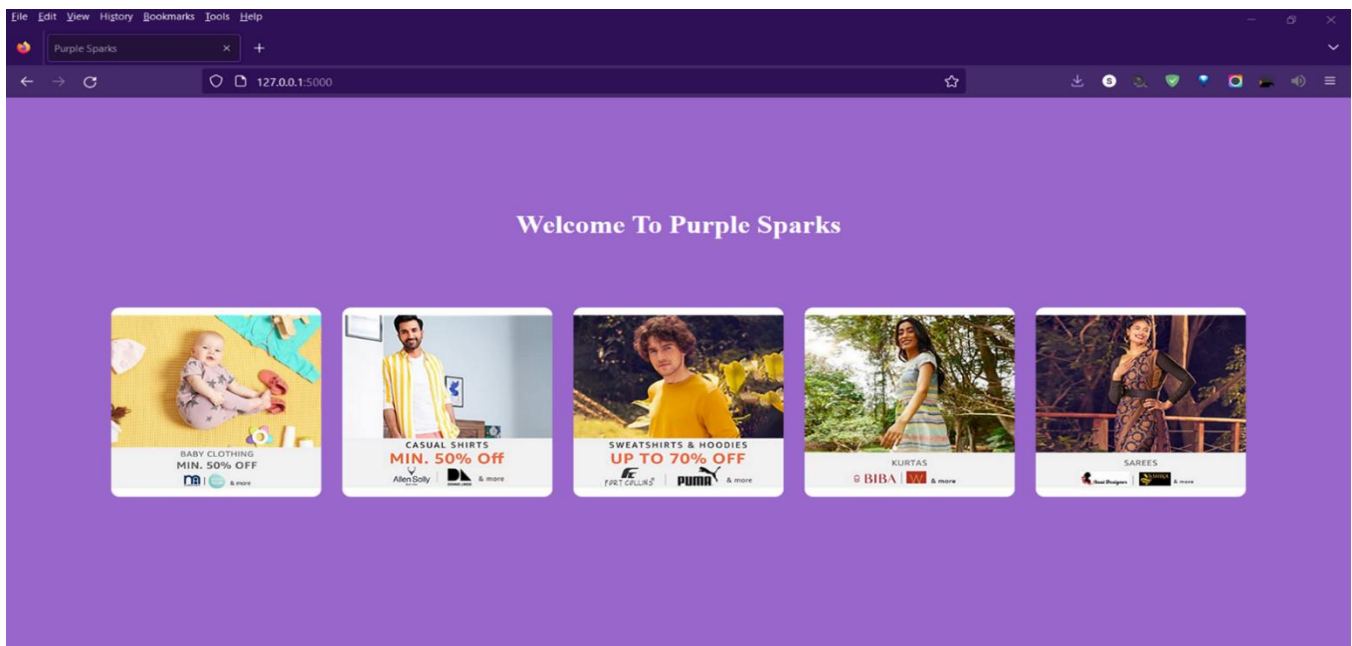 File Edit View History Bookmarks Tools Help
Purple Sparks
127.0.0.1:5000
S
Welcome To Purple Sparks
BABY CLOTHING
MIN. 50% OFF
& more
CASUAL SHIRTS
MIN. 50% Off
Allen Solly
& more
SWEATSHIRTS & HOODIES
UP TO 70% OFF
FORT COLLINS PUMA & more
KURTAS
BIBA W & more
SAREES
& more